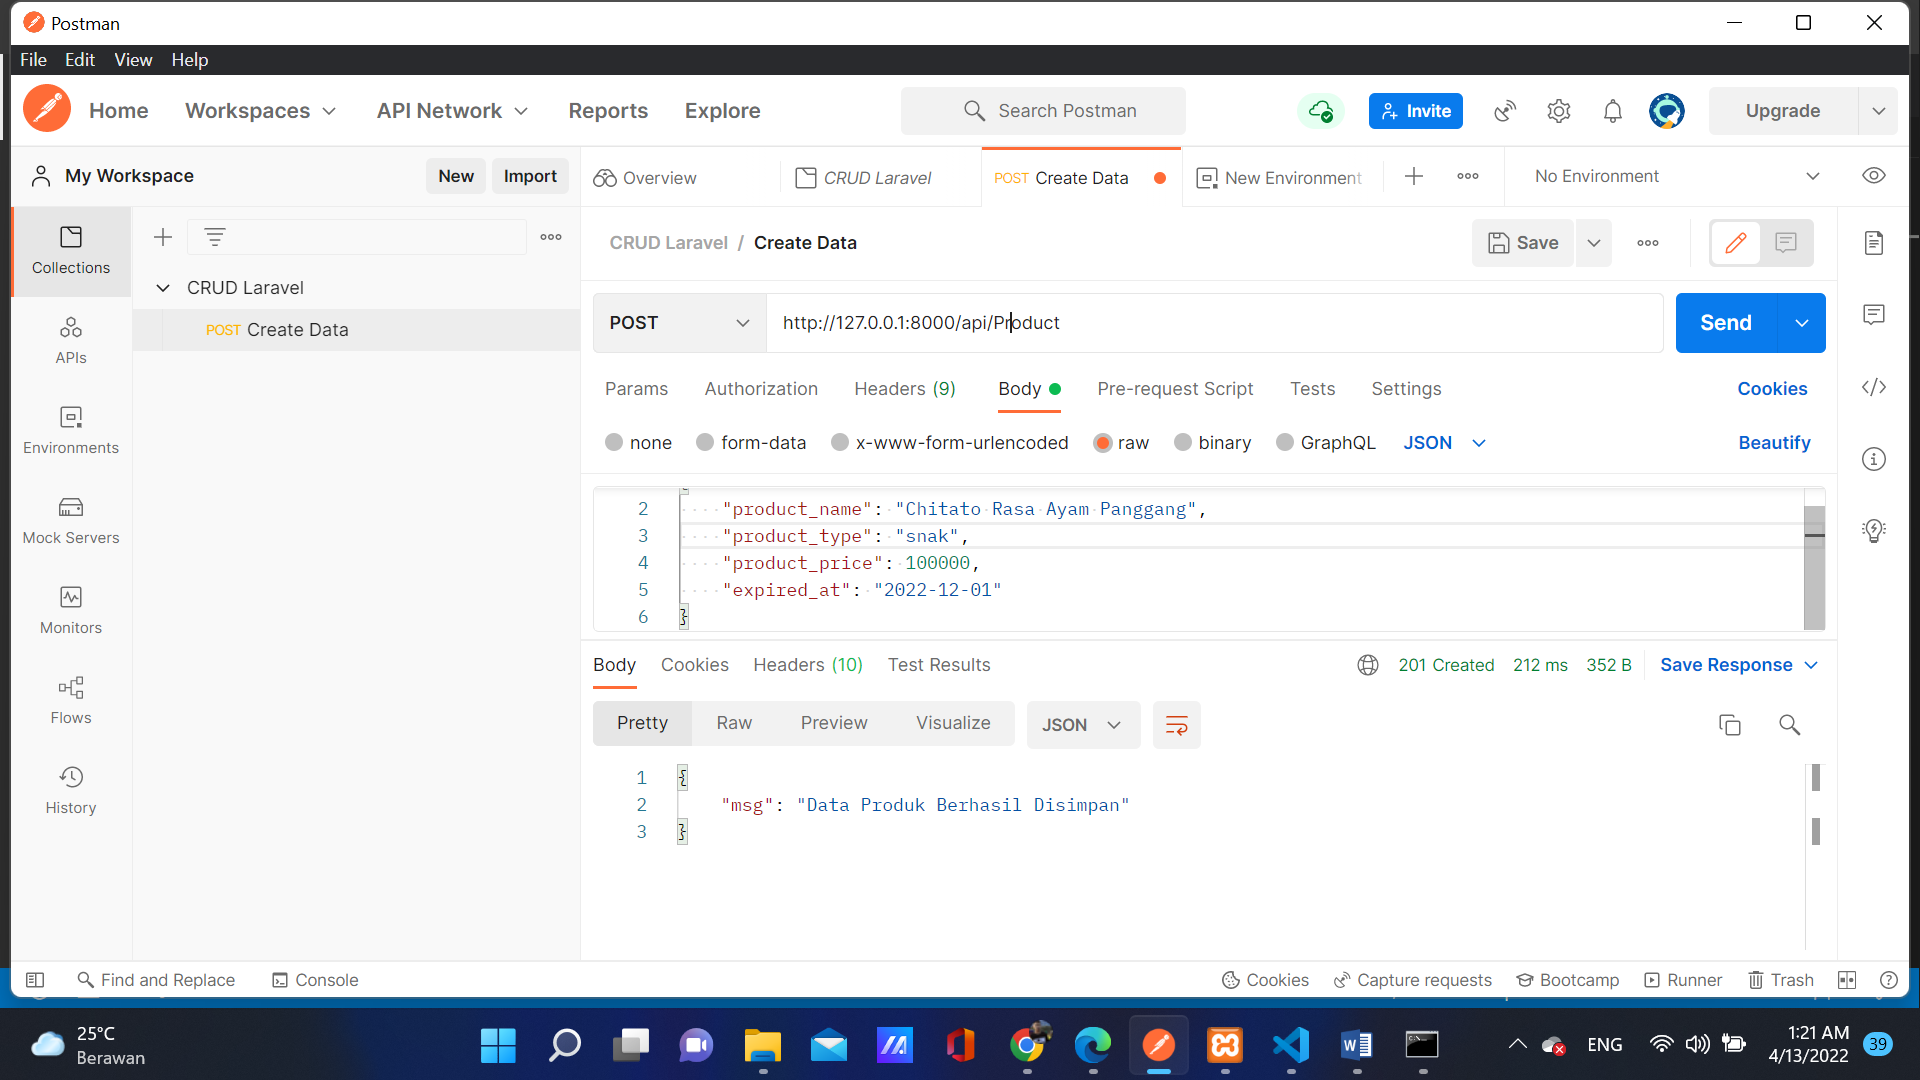 Postman
File Edit View Help
Home Workspaces API Network Reports Explore Search Postman Invite Upgrade
My Workspace New Import Overview CRUD Laravel POST Create Data New Environment No Environment
Collections
APIs
Environments
Mock Servers
Monitors
Flows
History
CRUD Laravel
POST Create Data
CRUD Laravel / Create Data Save
POST http://127.0.0.1:8000/api/Product Send
Params Authorization Headers (9) Body Pre-request Script Tests Settings Cookies
none form-data x-www-form-urlencoded raw binary GraphQL JSON Beautify
2 "product_name": "Chitato Rasa Ayam Panggang",
3 "product_type": "snak",
4 "product_price": 100000,
5 "expired_at": "2022-12-01"
6 }
Body Cookies Headers (10) Test Results 201 Created 212 ms 352 B Save Response
Pretty Raw Preview Visualize JSON
1 {
2 "msg": "Data Produk Berhasil Disimpan"
3 }
Find and Replace Console Cookies Capture requests Bootcamp Runner Trash
25°C
Berawan
ENG
1:21 AM
4/13/2022
39